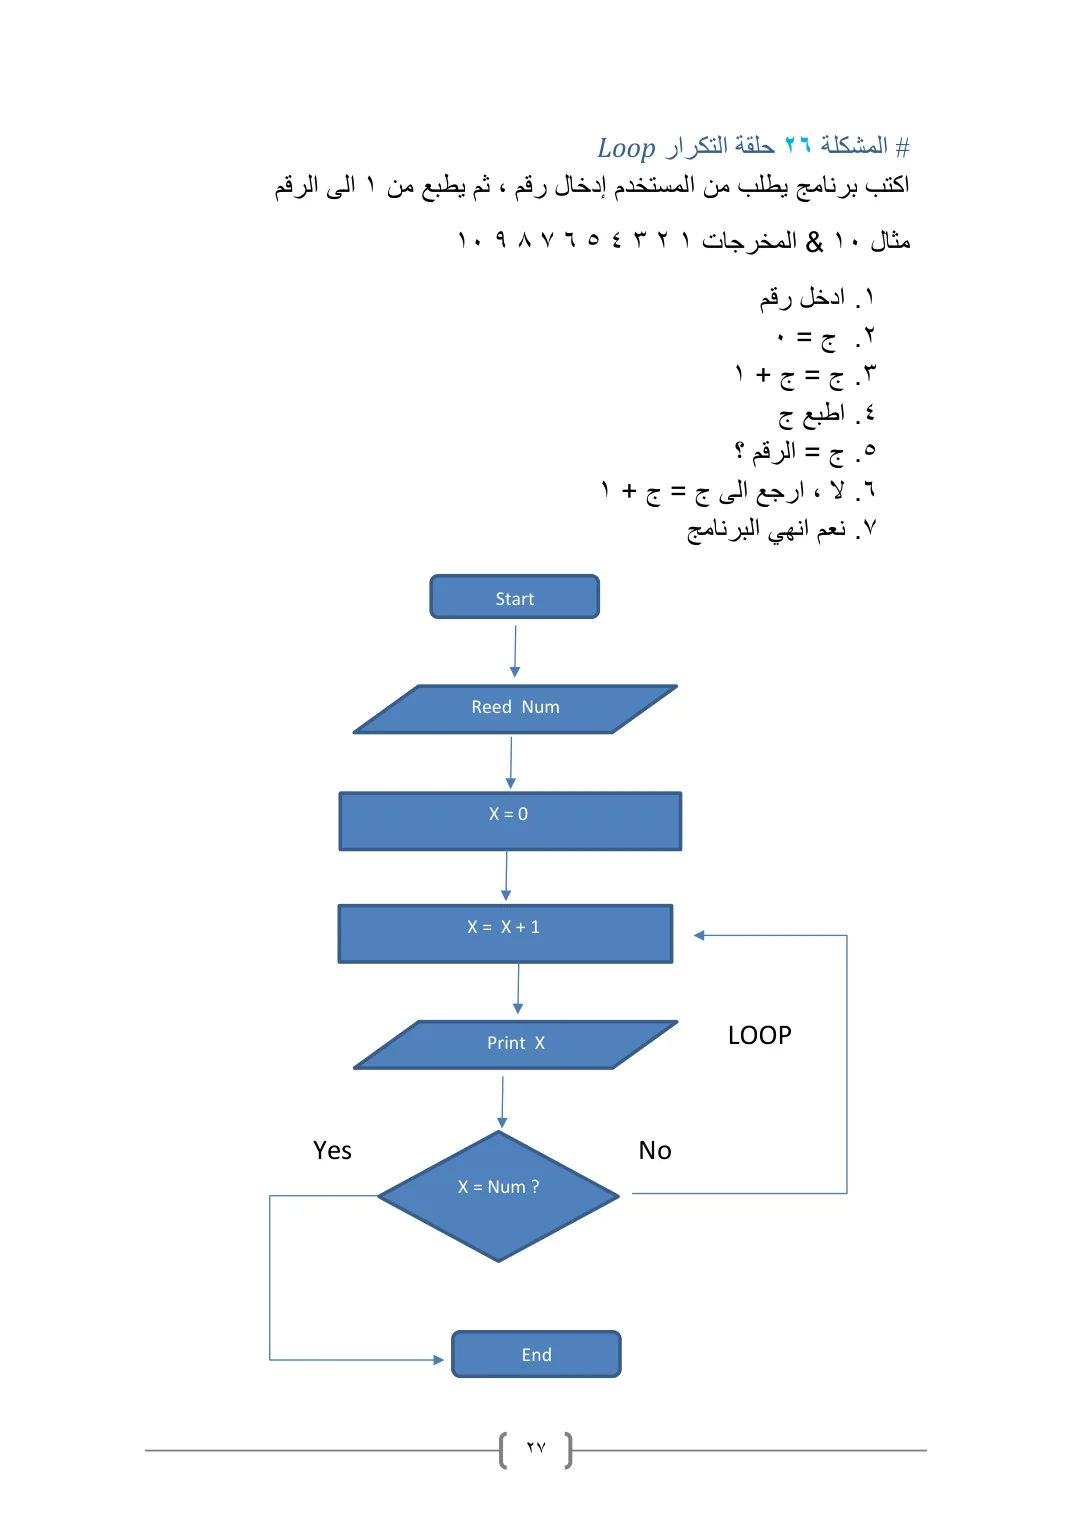 # المشكلة ٢٦ حلقة التكرار Loop
اكتب برنامج يطلب من المستخدم إدخال رقم ، ثم يطبع من ١ الى الرقم
مثال ١٠ & المخرجات ١ ٢ ٣ ٤ ٥ ٦ ٧ ٨ ٩ ١٠
١. ادخل رقم
٢. ج = ٠
٣. ج = ج + ١
٤. اطبع ج
٥. ج = الرقم ؟
٦. لا ، ارجع الى ج = ج + ١
٧. نعم انهي البرنامج
Start
Reed Num
X = 0
X = X + 1
Print X
LOOP
Yes
No
X = Num ?
End
٢٧